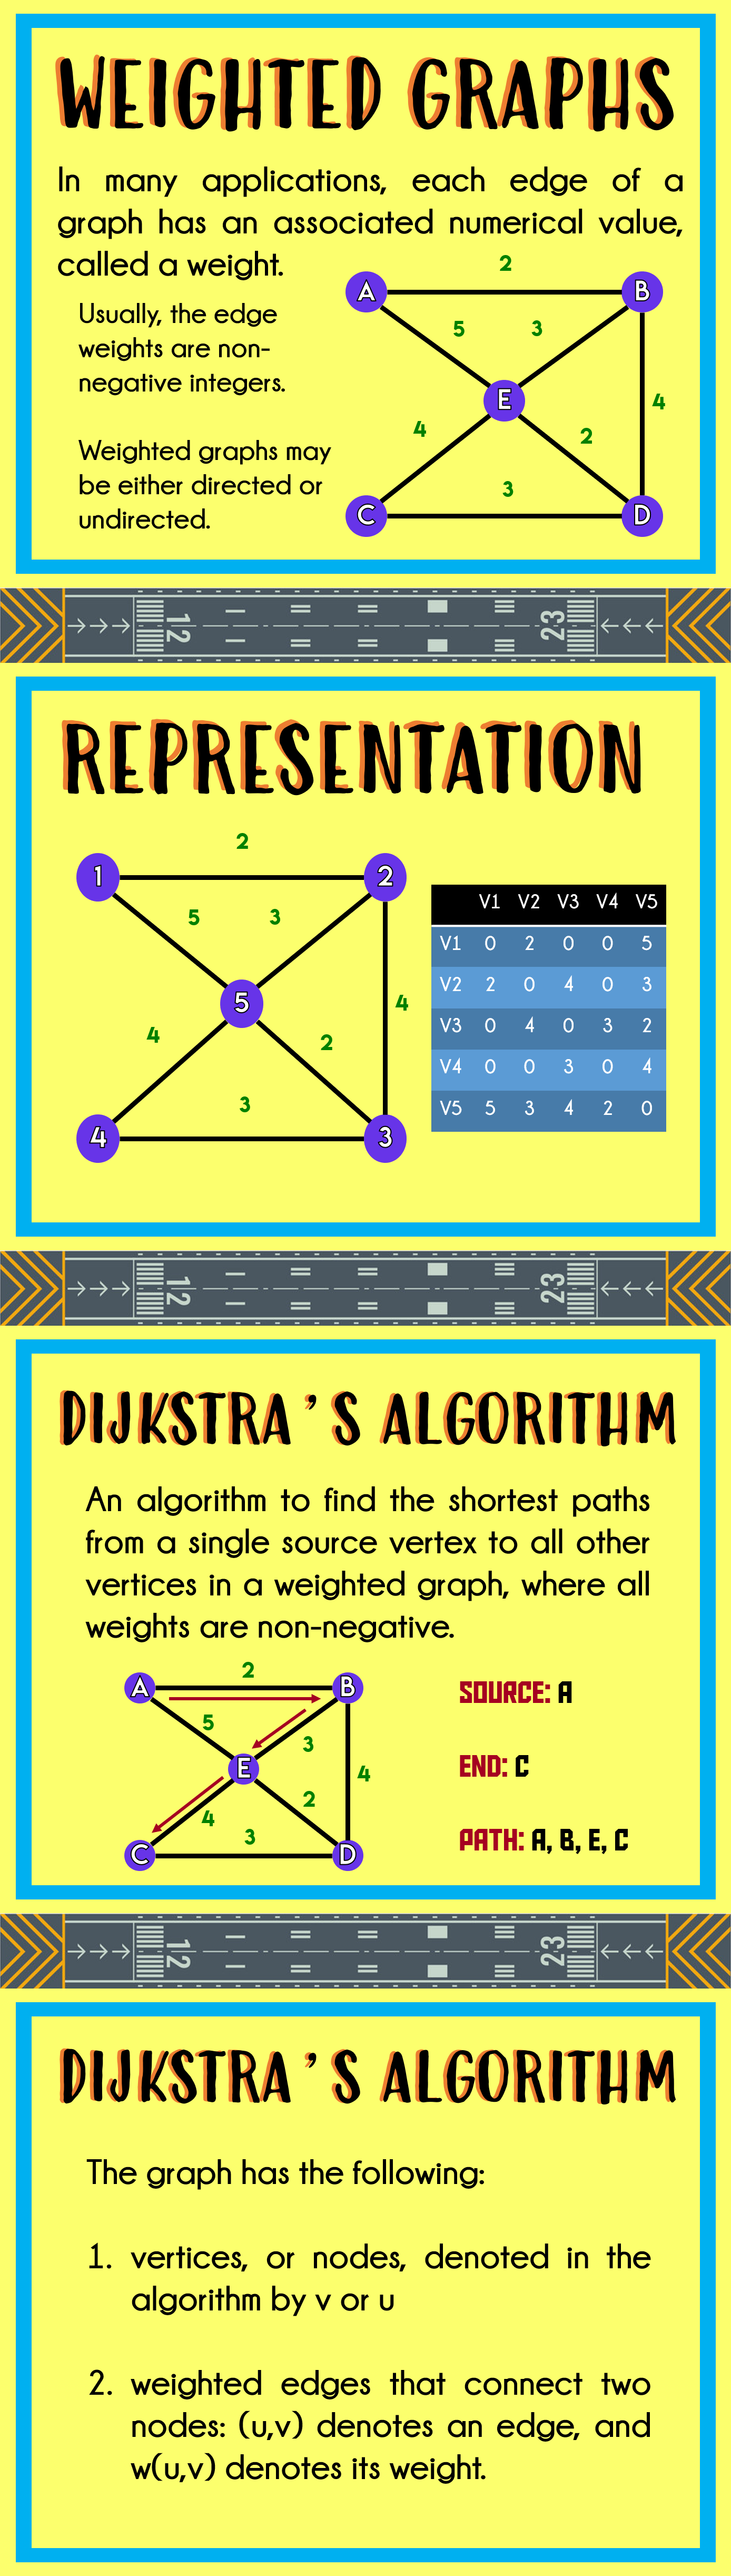 WEIGHTED GRAPHS
In many applications, each edge of a
graph has an associated numerical value,
called a weight.
Usually, the edge
weights are non-
negative integers.
Weighted graphs may
be either directed or
undirected.
2
A
B
5
3
E
4
4
2
3
C
D
12
23
REPRESENTATION
2
1
2
5
3
5
4
4
2
3
4
3
V1 V2 V3 V4 V5
V1 0 2 0 0 5
V2 2 0 4 0 3
V3 0 4 0 3 2
V4 0 0 3 0 4
V5 5 3 4 2 0
12
23
DIJKSTRA'S ALGORITHM
An algorithm to find the shortest paths
from a single source vertex to all other
vertices in a weighted graph, where all
weights are non-negative.
2
A
B
5
3
E
4
2
4
3
C
D
SOURCE: A
END: C
PATH: A, B, E, C
12
23
DIJKSTRA'S ALGORITHM
The graph has the following:
1. vertices, or nodes, denoted in the
algorithm by v or u
2. weighted edges that connect two
nodes: (u,v) denotes an edge, and
w(u,v) denotes its weight.